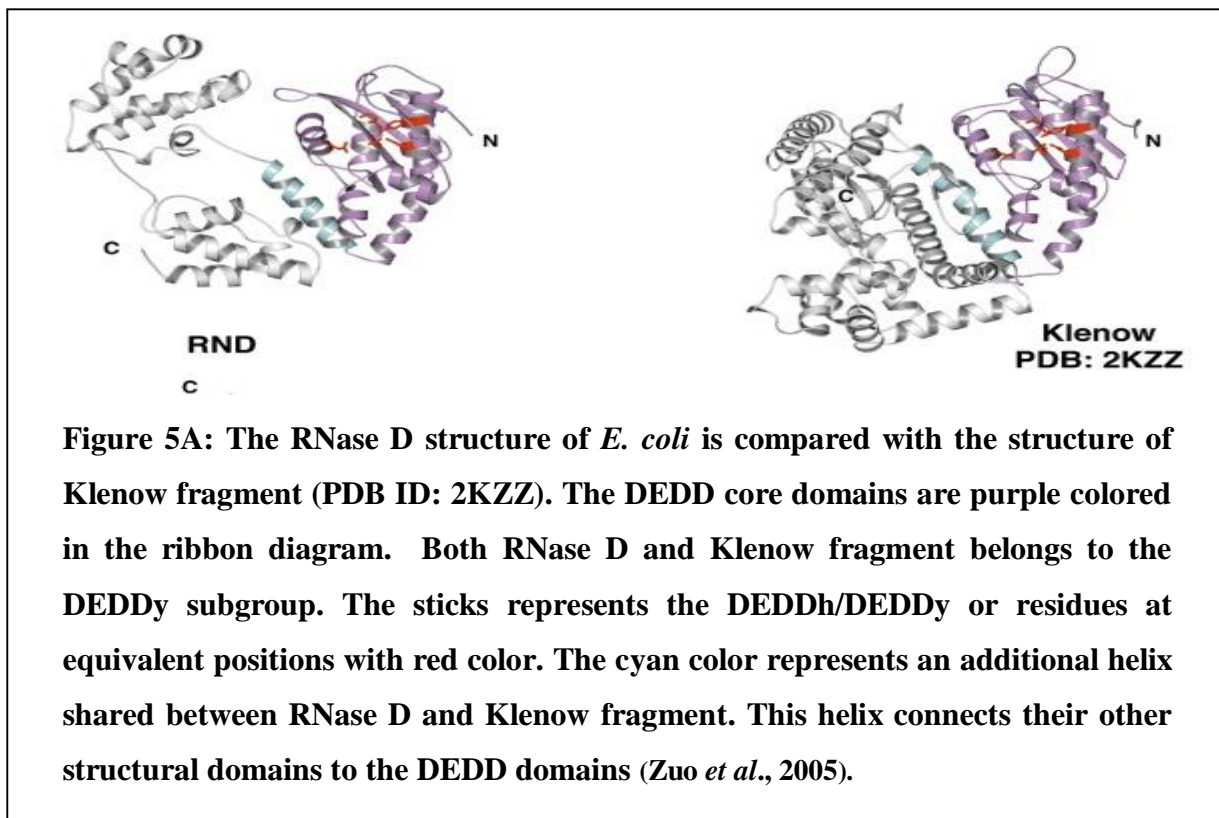 N
C
RND
C
N
C
Klenow
PDB: 2KZZ
Figure 5A: The RNase D structure of E. coli is compared with the structure of
Klenow fragment (PDB ID: 2KZZ). The DEDD core domains are purple colored
in the ribbon diagram. Both RNase D and Klenow fragment belongs to the
DEDDy subgroup. The sticks represents the DEDDh/DEDDy or residues at
equivalent positions with red color. The cyan color represents an additional helix
shared between RNase D and Klenow fragment. This helix connects their other
structural domains to the DEDD domains (Zuo et al., 2005).